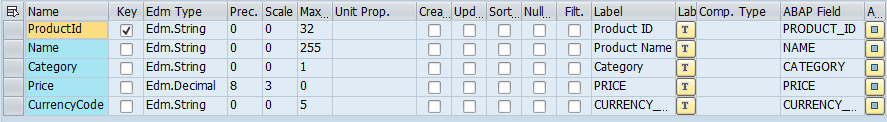 Name Key Edm Type Prec. Scale Max... Unit Prop. Crea... Upd... Sort... Null... Filt. Label Lab Comp. Type ABAP Field A...
ProductId Edm.String 0 0 32 Product ID T PRODUCT_ID
Name Edm.String 0 0 255 Product Name T NAME
Category Edm.String 0 0 1 Category T CATEGORY
Price Edm.Decimal 8 3 0 PRICE T PRICE
CurrencyCode Edm.String 0 0 5 CURRENCY_... T CURRENCY_...